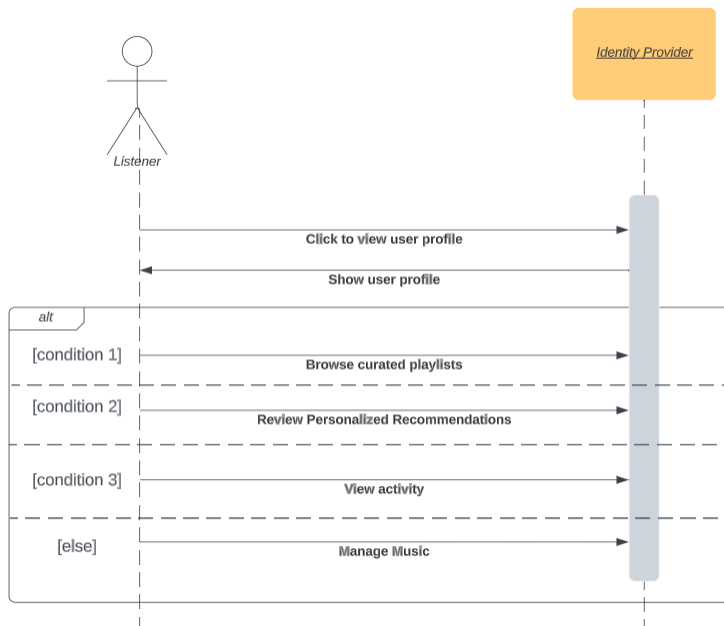 Identity Provider
Listener
Click to view user profile
Show user profile
alt
[condition 1]
Browse curated playlists
[condition 2]
Review Personalized Recommendations
[condition 3]
View activity
[else]
Manage Music